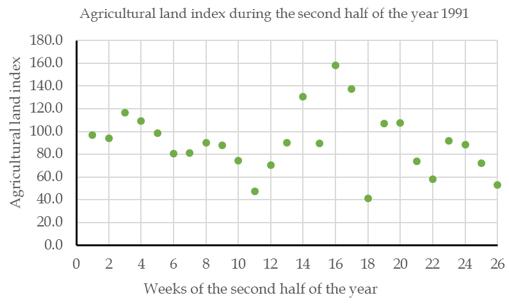 Agricultural land index during the second half of the year 1991
Agricultural land index
180.0
160.0
140.0
120.0
100.0
80.0
60.0
40.0
20.0
0.0
0 2 4 6 8 10 12 14 16 18 20 22 24 26
Weeks of the second half of the year